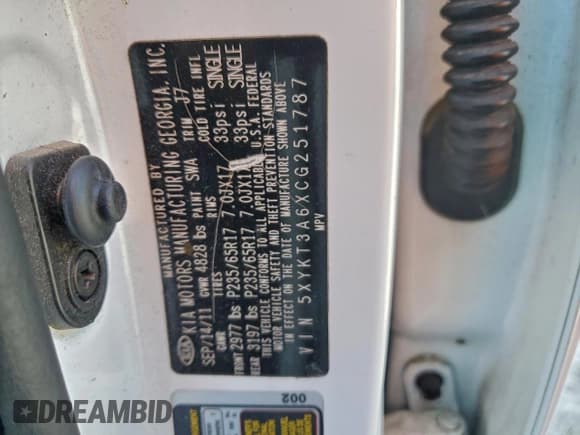 KIA
MANUFACTURED BY
KIA MOTORS MANUFACTURING GEORGIA, INC.
SEP/14/11 GVWR 4828 lbs PAINT SWA TRIM J7
GAWR TIRES RIMS COLD TIRE INFL
FRONT 2977 lbs P235/65R17 7.0JX17 33psi SINGLE
REAR 3197 lbs P235/65R17 7.0JX17 33psi SINGLE
THIS VEHICLE CONFORMS TO ALL APPLICABLE U.S.A. FEDERAL
MOTOR VEHICLE SAFETY AND THEFT PREVENTION STANDARDS
IN EFFECT ON THE DATE OF MANUFACTURE SHOWN ABOVE
VIN 5XYKT3A6XCG251787
MPV
002
DREAMBID